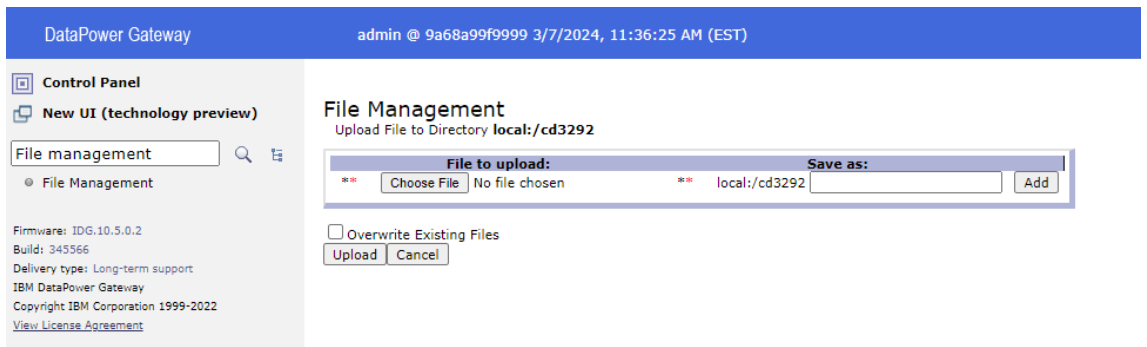 DataPower Gateway
admin @ 9a68a99f9999 3/7/2024, 11:36:25 AM (EST)
Control Panel
New UI (technology preview)
File management
File Management
Firmware: IDG.10.5.0.2
Build: 345566
Delivery type: Long-term support
IBM DataPower Gateway
Copyright IBM Corporation 1999-2022
View License Agreement
File Management
Upload File to Directory local:/cd3292
File to upload: Save as:
** Choose File No file chosen ** local:/cd3292 Add
Overwrite Existing Files
Upload Cancel